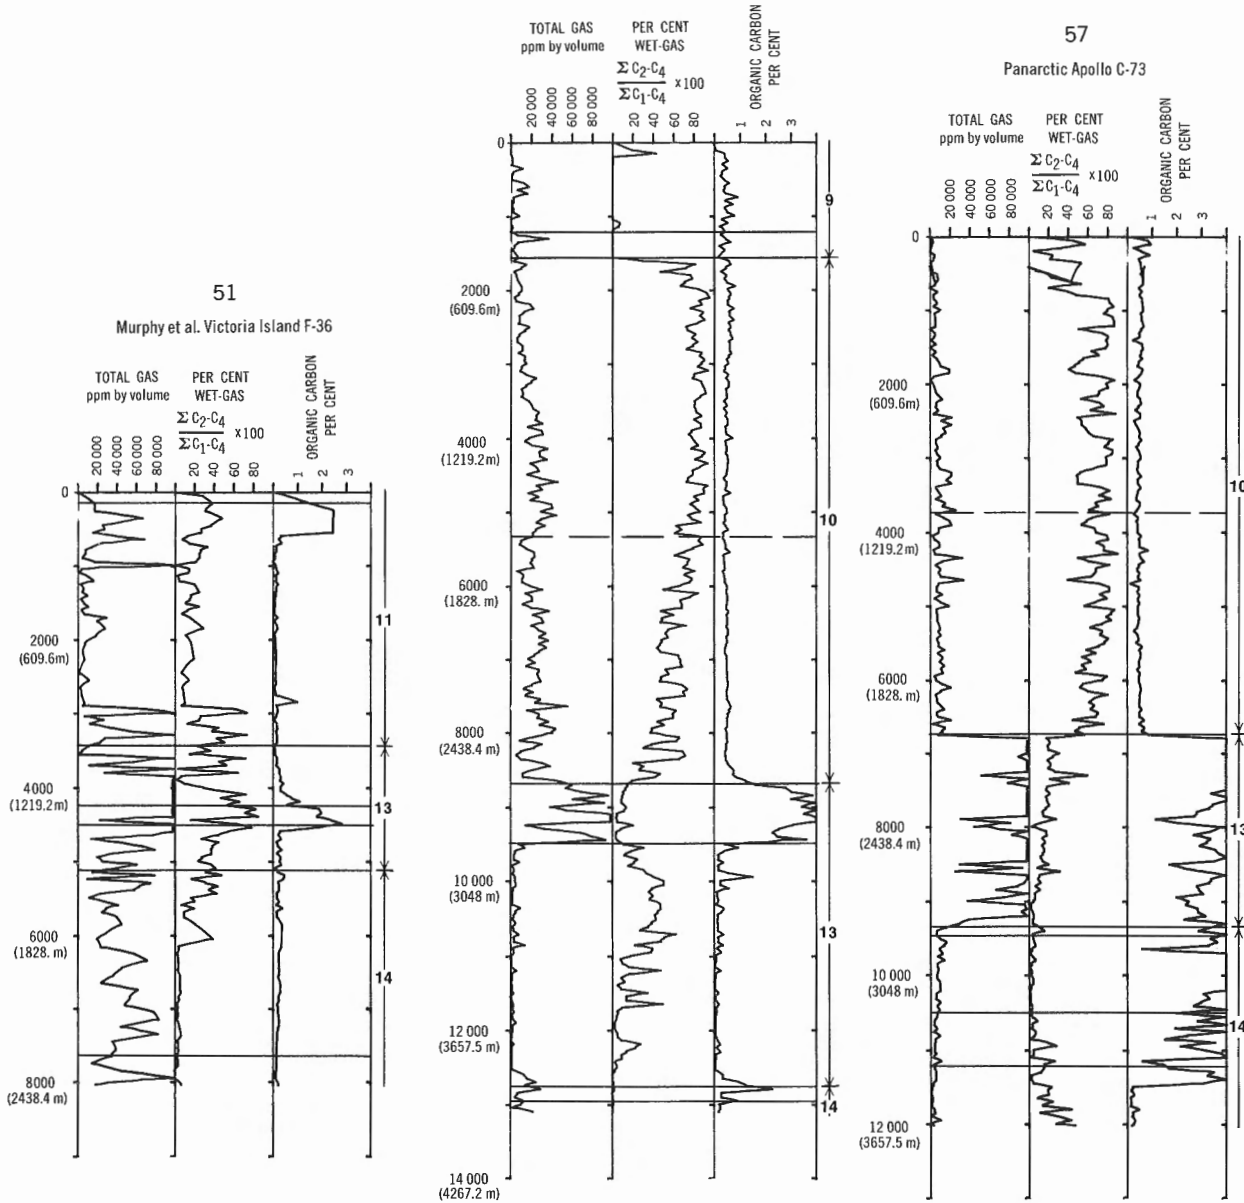 51
Murphy et al. Victoria Island F-36
TOTAL GAS
ppm by volume
PER CENT
WET-GAS
Σ C2-C4
ΣC1-C4
x100
ORGANIC CARBON
PER CENT
20 000
40 000
60 000
80 000
20
40
60
80
1
2
3
0
2000
(609.6m)
4000
(1219.2m)
6000
(1828. m)
8000
(2438.4 m)
11
13
14
TOTAL GAS
ppm by volume
PER CENT
WET-GAS
Σ C2-C4
ΣC1-C4
x100
ORGANIC CARBON
PER CENT
20 000
40 000
60 000
80 000
20
40
60
80
1
2
3
0
2000
(609.6m)
4000
(1219.2m)
6000
(1828. m)
8000
(2438.4 m)
10 000
(3048 m)
12 000
(3657.5 m)
14 000
(4267.2 m)
9
10
13
14
57
Panarctic Apollo C-73
TOTAL GAS
ppm by volume
PER CENT
WET-GAS
Σ C2-C4
ΣC1-C4
x100
ORGANIC CARBON
PER CENT
20 000
40 000
60 000
80 000
20
40
60
80
1
2
3
0
2000
(609.6m)
4000
(1219.2m)
6000
(1828. m)
8000
(2438.4 m)
10 000
(3048 m)
12 000
(3657.5 m)
10
13
14